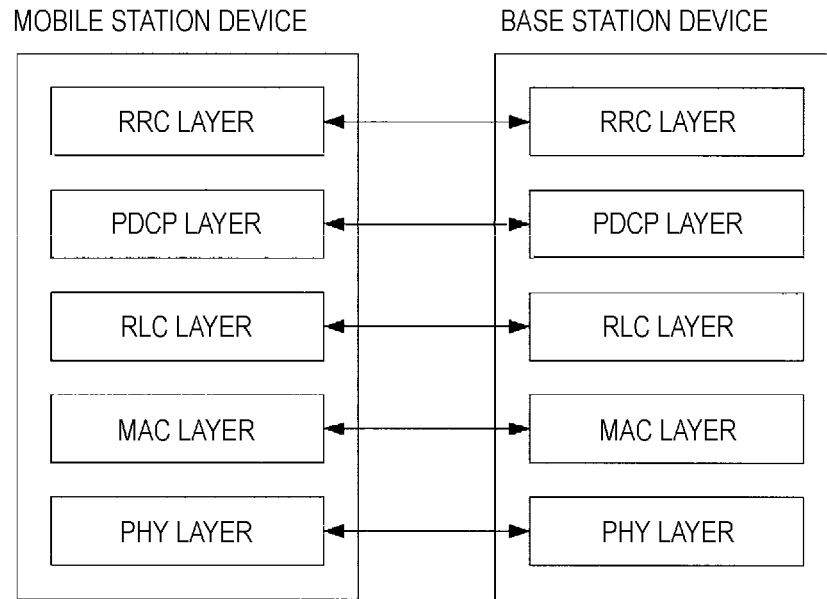 MOBILE STATION DEVICE
BASE STATION DEVICE
RRC LAYER
RRC LAYER
PDCP LAYER
PDCP LAYER
RLC LAYER
RLC LAYER
MAC LAYER
MAC LAYER
PHY LAYER
PHY LAYER